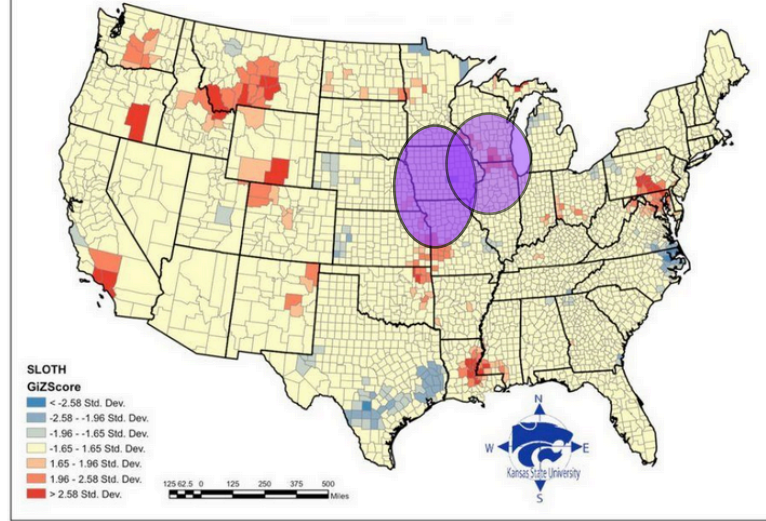 SLOTH
GiZScore
< -2.58 Std. Dev.
-2.58 - -1.96 Std. Dev.
-1.96 - -1.65 Std. Dev.
-1.65 - 1.65 Std. Dev.
1.65 - 1.96 Std. Dev.
1.96 - 2.58 Std. Dev.
> 2.58 Std. Dev.
125 62.5 0 125 250 375 500
Miles
N
W E
Kansas State University
S